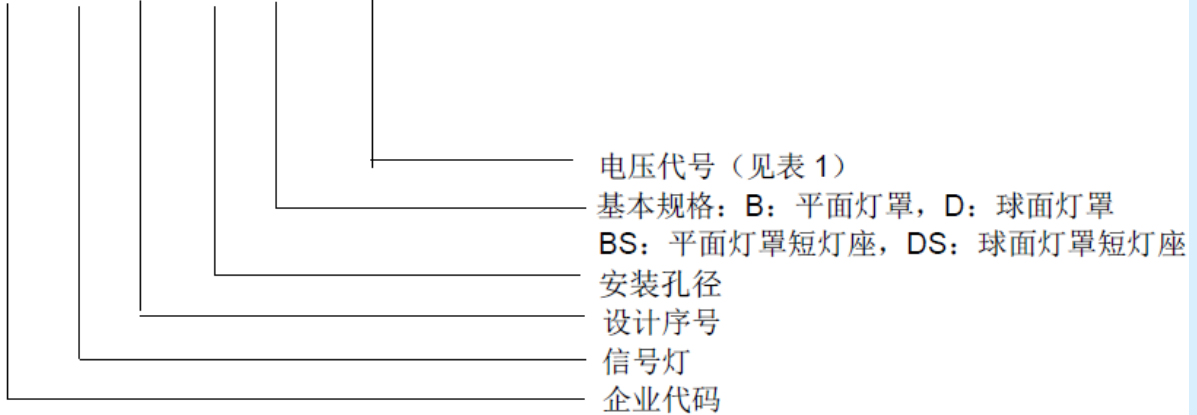 电压代号（见表 1）
基本规格：B：平面灯罩，D：球面灯罩
BS：平面灯罩短灯座，DS：球面灯罩短灯座
安装孔径
设计序号
信号灯
企业代码